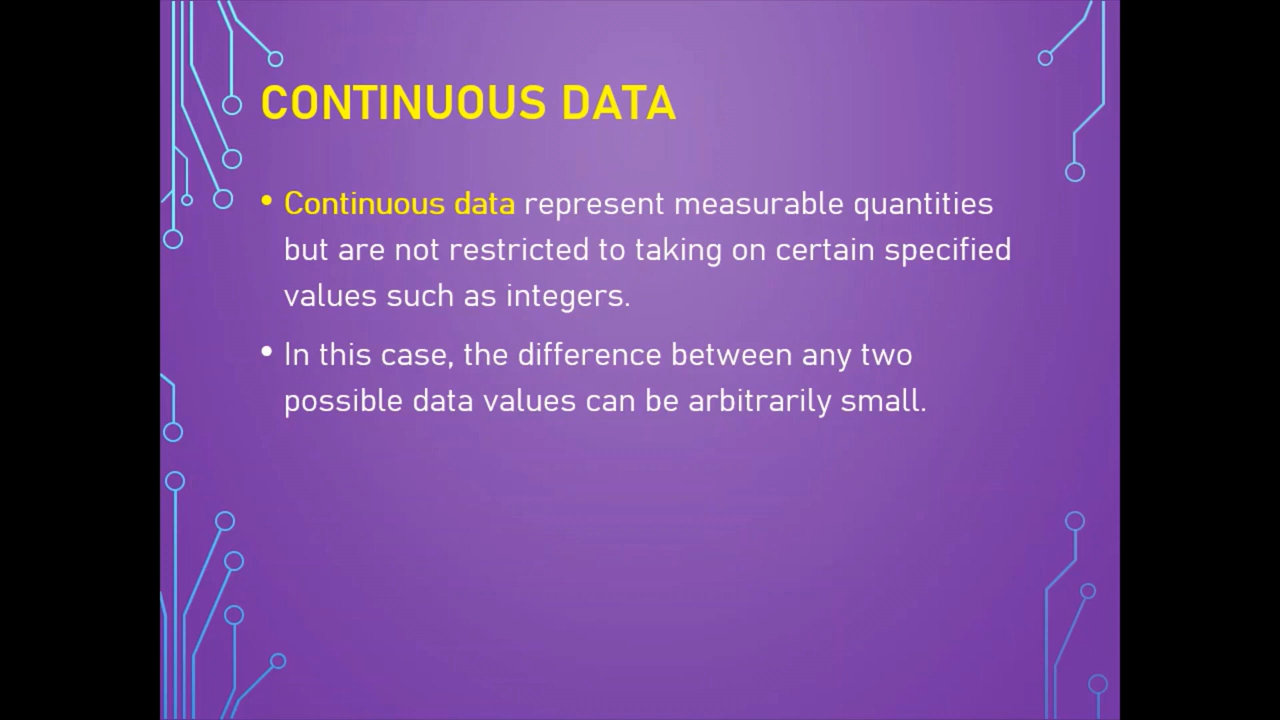 CONTINUOUS DATA
• Continuous data represent measurable quantities
but are not restricted to taking on certain specified
values such as integers.
• In this case, the difference between any two
possible data values can be arbitrarily small.